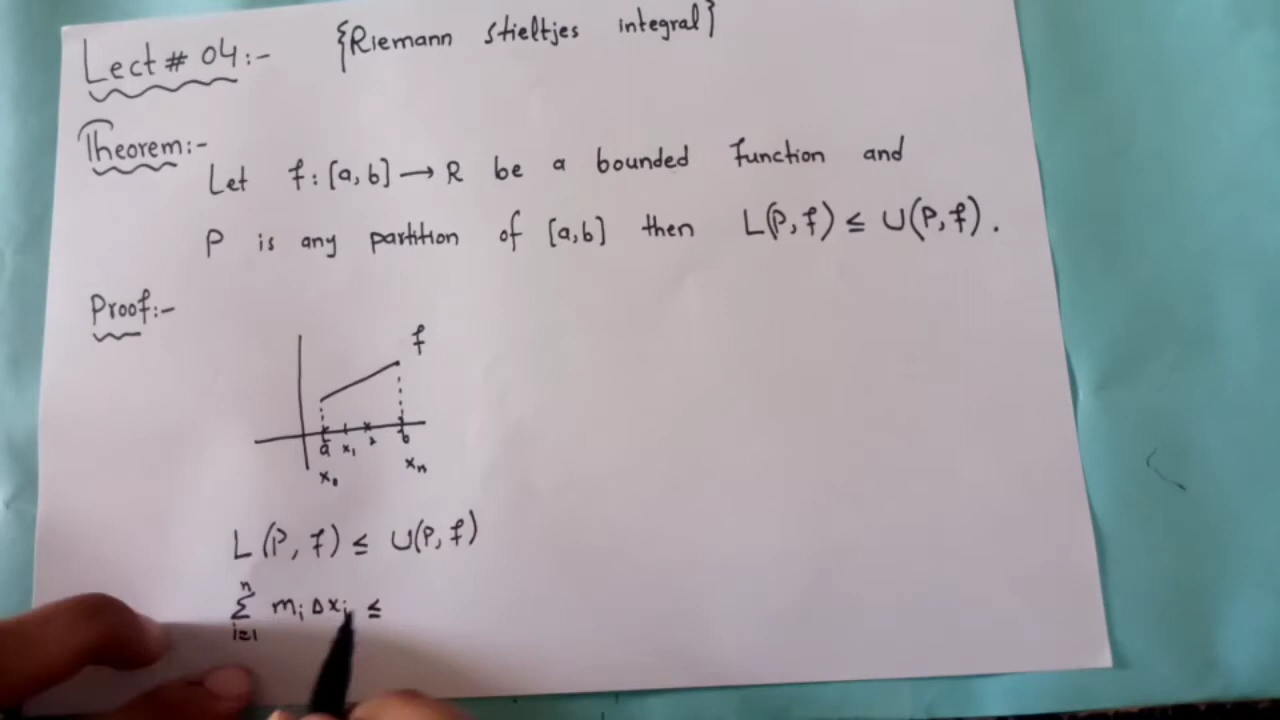 Lect # 04:- {Riemann Stieltjes integral}
Theorem:-
Let f: [a, b] → R be a bounded function and
P is any partition of [a,b] then L(P, f) ≤ U(P, f).
Proof:-
f
a x₁ 2 b
x₀ xₙ
L(P, f) ≤ U(P, f)
n
∑ mᵢ Δxᵢ ≤
i=1